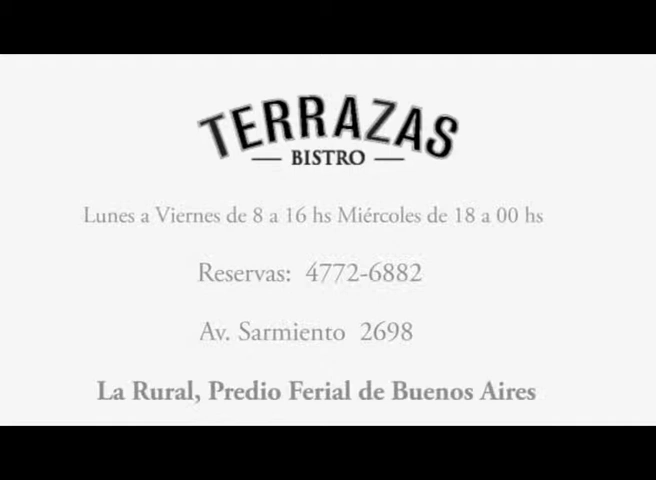 TERRAZAS
BISTRO
Lunes a Viernes de 8 a 16 hs Miércoles de 18 a 00 hs
Reservas: 4772-6882
Av. Sarmiento 2698
La Rural, Predio Ferial de Buenos Aires